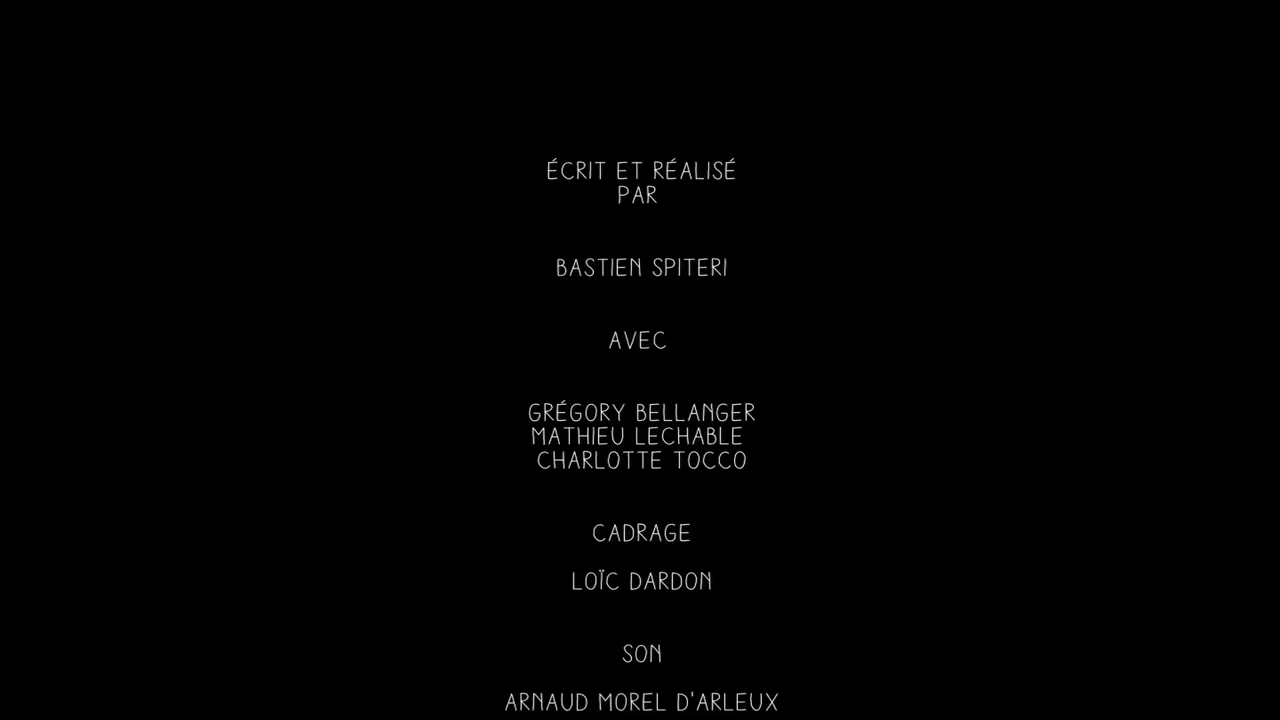 ÉCRIT ET RÉALISÉ
PAR
BASTIEN SPITERI
AVEC
GRÉGORY BELLANGER
MATHIEU LECHABLE
CHARLOTTE TOCCO
CADRAGE
LOÏC DARDON
SON
ARNAUD MOREL D'ARLEUX